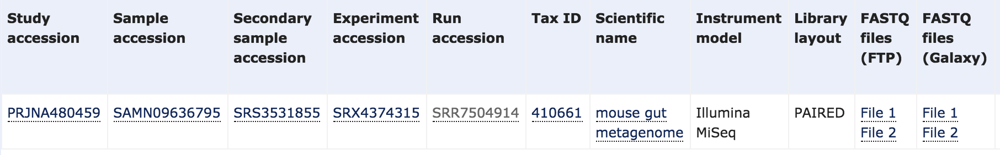 Study accession
Sample accession
Secondary sample accession
Experiment accession
Run accession
Tax ID
Scientific name
Instrument model
Library layout
FASTQ files (FTP)
FASTQ files (Galaxy)
PRJNA480459
SAMN09636795
SRS3531855
SRX4374315
SRR7504914
410661
mouse gut metagenome
Illumina MiSeq
PAIRED
File 1
File 2
File 1
File 2